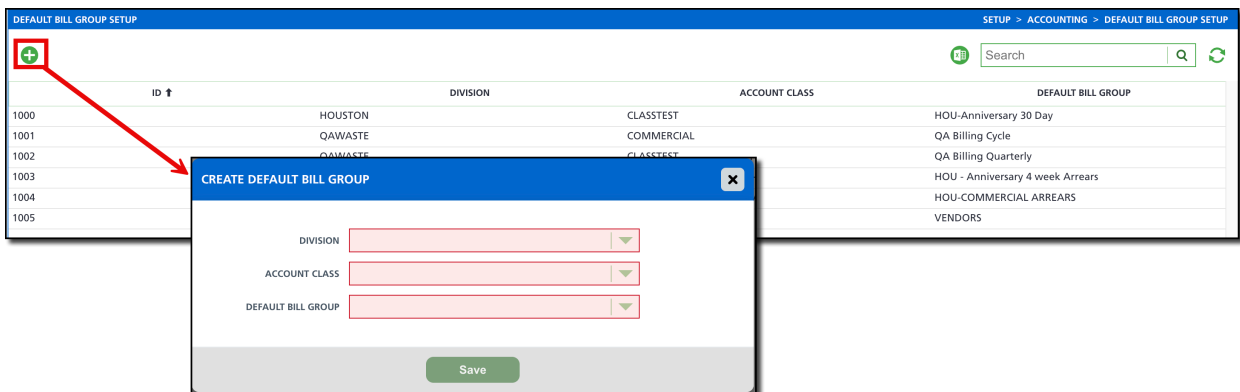 DEFAULT BILL GROUP SETUP SETUP > ACCOUNTING > DEFAULT BILL GROUP SETUP
Search
ID DIVISION ACCOUNT CLASS DEFAULT BILL GROUP
1000 HOUSTON CLASSTEST HOU-Anniversary 30 Day
1001 QAWASTE COMMERCIAL QA Billing Cycle
1002 QAWASTE CLASSTEST QA Billing Quarterly
1003 HOU - Anniversary 4 week Arrears
1004 HOU-COMMERCIAL ARREARS
1005 VENDORS
CREATE DEFAULT BILL GROUP
DIVISION
ACCOUNT CLASS
DEFAULT BILL GROUP
Save